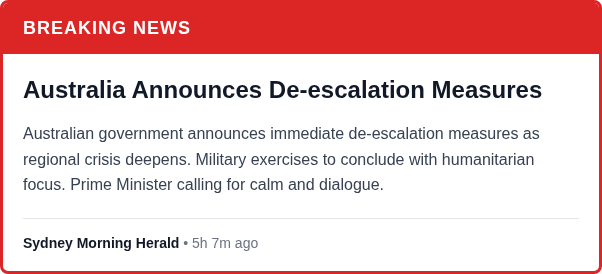 BREAKING NEWS
Australia Announces De-escalation Measures
Australian government announces immediate de-escalation measures as
regional crisis deepens. Military exercises to conclude with humanitarian
focus. Prime Minister calling for calm and dialogue.
Sydney Morning Herald • 5h 7m ago